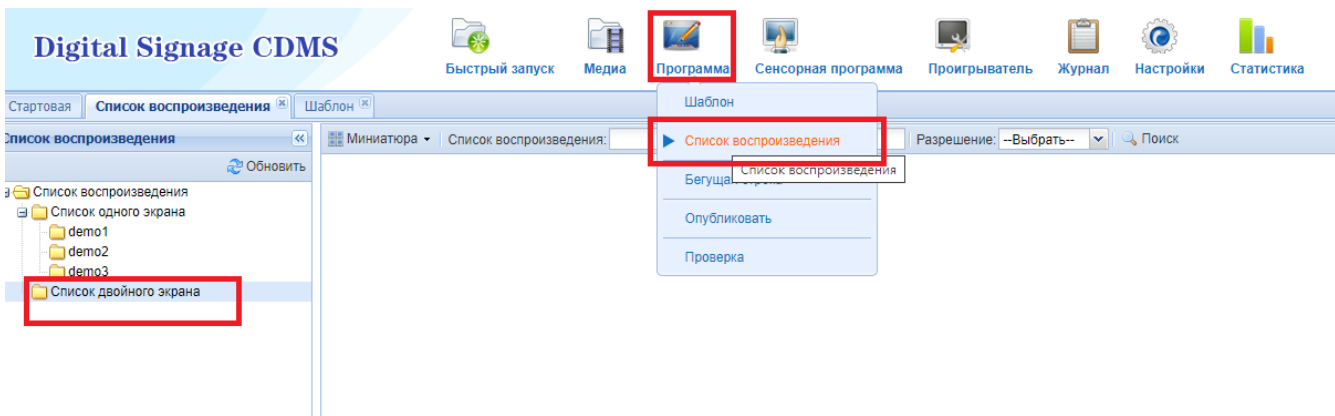 Digital Signage CDMS
Быстрый запуск Медиа Программа Сенсорная программа Проигрыватель Журнал Настройки Статистика
Стартовая Список воспроизведения Шаблон
Список воспроизведения
Миниатюра Список воспроизведения: Разрешение: --Выбрать-- Поиск
Обновить
Список воспроизведения
Список одного экрана
demo1
demo2
demo3
Список двойного экрана
Шаблон
Список воспроизведения
Список воспроизведения
Опубликовать
Проверка